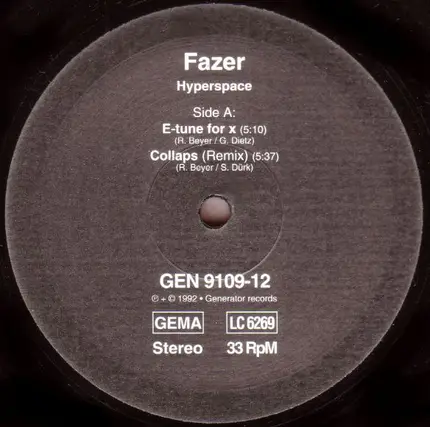 Fazer
Hyperspace
Side A:
E-tune for x (5:10)
(R. Beyer / G. Dietz)
Collaps (Remix) (5:37)
(R. Beyer / S. Dürk)
GEN 9109-12
℗ + © 1992 • Generator records
GEMA LC 6269
Stereo 33 RpM